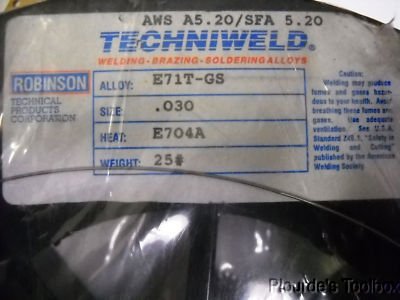 AWS A5.20/SFA 5.20
TECHNIWELD®
WELDING-BRAZING-SOLDERING ALLOYS
ROBINSON
TECHNICAL
PRODUCTS
CORPORATION
ALLOY: E71T-GS
SIZE: .030
HEAT: E704A
WEIGHT: 25#
Caution:
Welding may produce
fumes and gases hazar-
dous to your health. Avoid
breathing these fumes and
gases. Use adequate
ventilation. See U.S.A.
Standard Z49.1, "Safety in
Welding and Cutting"
published by the American
Welding Society
Plourde's Toolbox